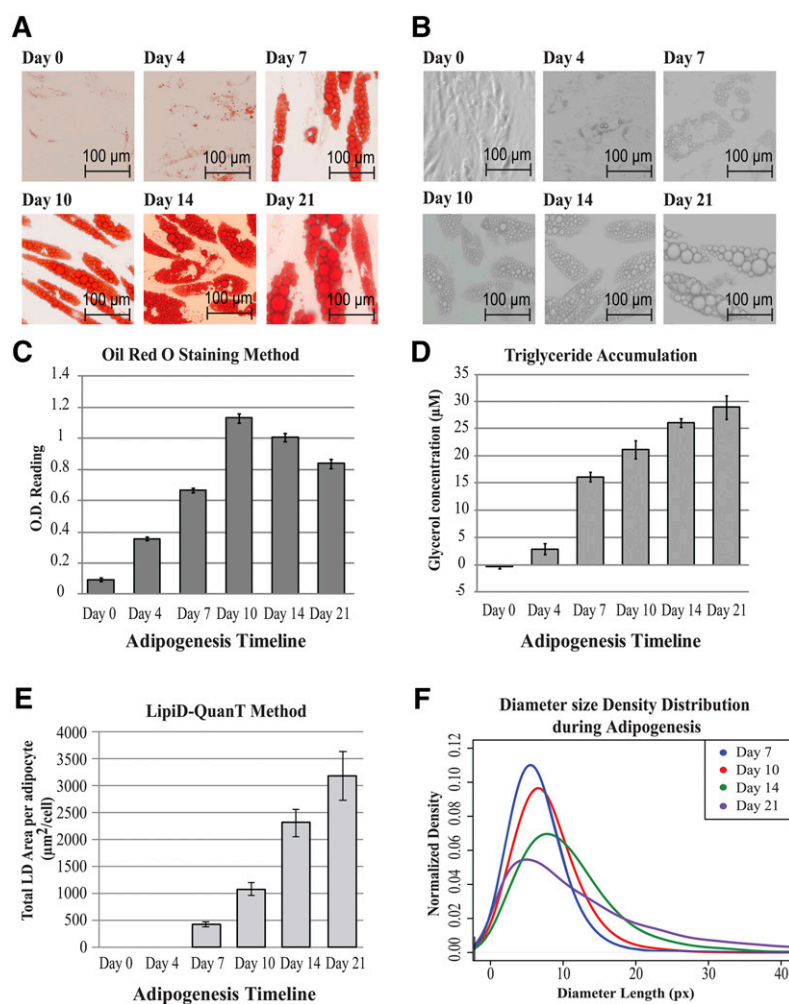 A
Day 0 Day 4 Day 7
100 µm 100 µm 100 µm
Day 10 Day 14 Day 21
100 µm 100 µm 100 µm
B
Day 0 Day 4 Day 7
100 µm 100 µm 100 µm
Day 10 Day 14 Day 21
100 µm 100 µm 100 µm
C
Oil Red O Staining Method
O.D. Reading
1.4
1.2
1
0.8
0.6
0.4
0.2
0
Day 0 Day 4 Day 7 Day 10 Day 14 Day 21
Adipogenesis Timeline
D
Triglyceride Accumulation
Glycerol concentration (µM)
35
30
25
20
15
10
5
0
-5
Day 0 Day 4 Day 7 Day 10 Day 14 Day 21
Adipogenesis Timeline
E
LipiD-QuanT Method
Total LD Area per adipocyte
(µm²/cell)
4000
3500
3000
2500
2000
1500
1000
500
0
Day 0 Day 4 Day 7 Day 10 Day 14 Day 21
Adipogenesis Timeline
F
Diameter size Density Distribution
during Adipogenesis
Normalized Density
0.12
0.10
0.08
0.06
0.04
0.02
0.00
Day 7
Day 10
Day 14
Day 21
0 10 20 30 40
Diameter Length (px)